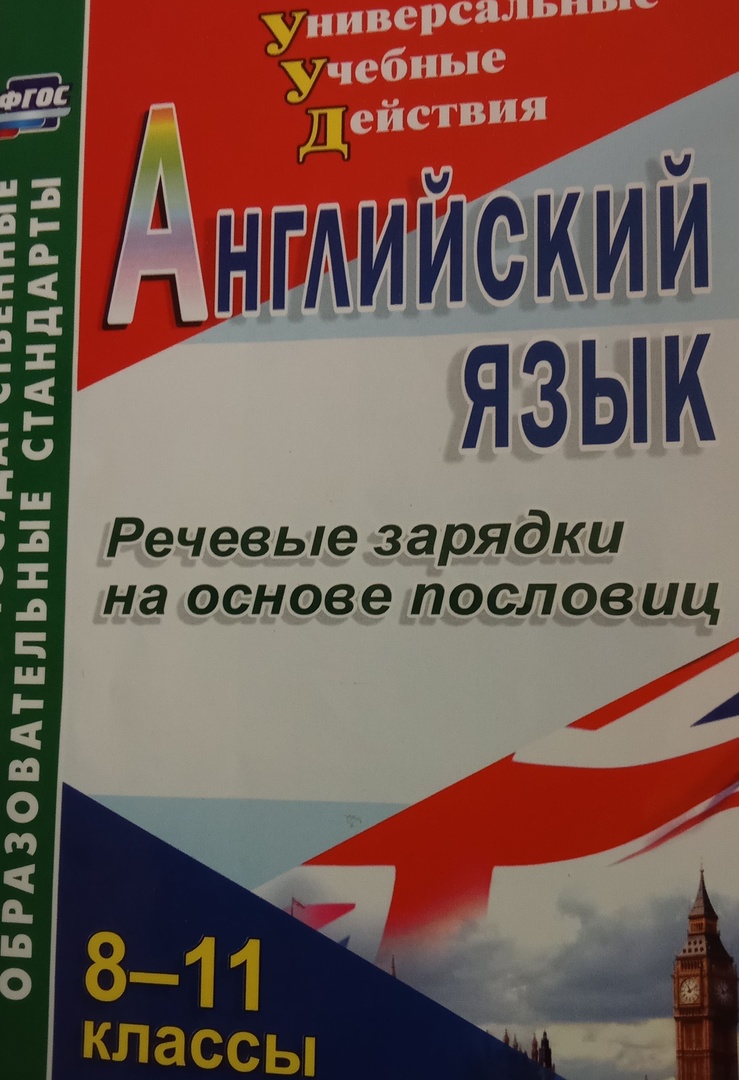 Универсальные
Учебные
Действия
ФГОС
Английский
язык
Речевые зарядки
на основе пословиц
8–11
классы
ОБРАЗОВАТЕЛЬНЫЕ СТАНДАРТЫ